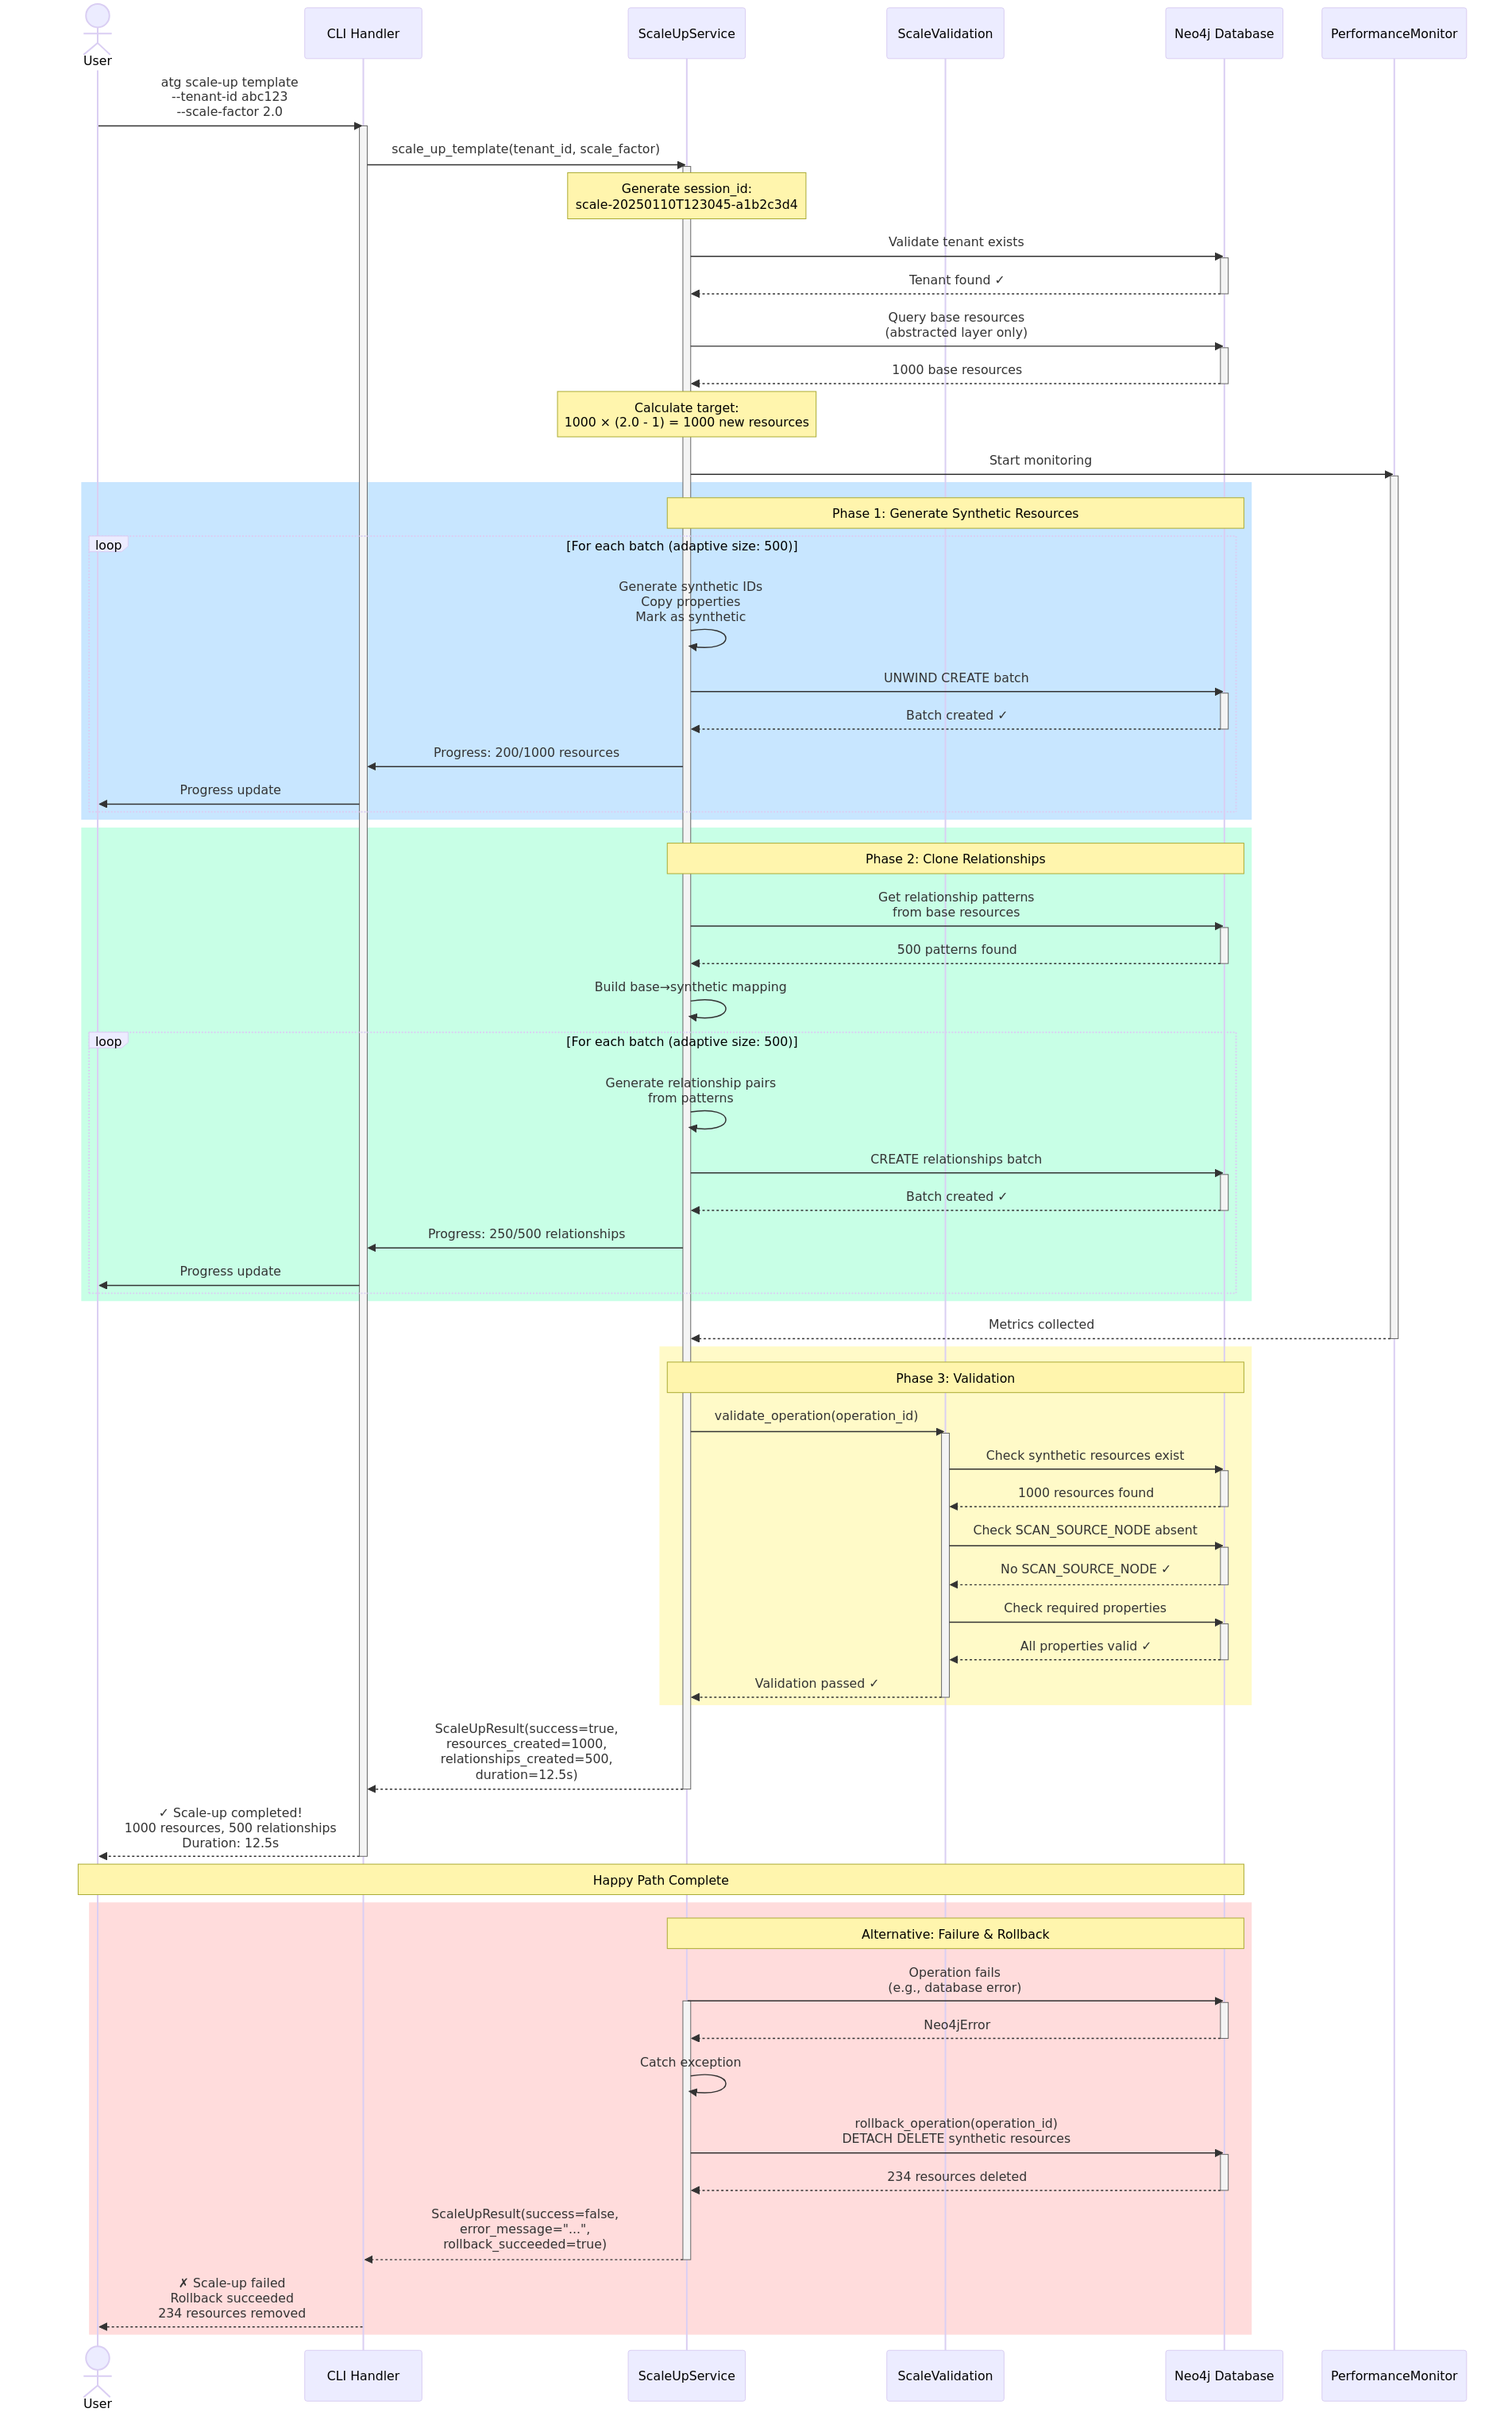 User
CLI Handler
ScaleUpService
ScaleValidation
Neo4j Database
PerformanceMonitor
atg scale-up template
--tenant-id abc123
--scale-factor 2.0
scale_up_template(tenant_id, scale_factor)
Generate session_id:
scale-20250110T123045-a1b2c3d4
Validate tenant exists
Tenant found ✓
Query base resources
(abstracted layer only)
1000 base resources
Calculate target:
1000 × (2.0 - 1) = 1000 new resources
Start monitoring
Phase 1: Generate Synthetic Resources
loop
[For each batch (adaptive size: 500)]
Generate synthetic IDs
Copy properties
Mark as synthetic
UNWIND CREATE batch
Batch created ✓
Progress: 200/1000 resources
Progress update
Phase 2: Clone Relationships
Get relationship patterns
from base resources
500 patterns found
Build base→synthetic mapping
loop
[For each batch (adaptive size: 500)]
Generate relationship pairs
from patterns
CREATE relationships batch
Batch created ✓
Progress: 250/500 relationships
Progress update
Metrics collected
Phase 3: Validation
validate_operation(operation_id)
Check synthetic resources exist
1000 resources found
Check SCAN_SOURCE_NODE absent
No SCAN_SOURCE_NODE ✓
Check required properties
All properties valid ✓
Validation passed ✓
ScaleUpResult(success=true,
resources_created=1000,
relationships_created=500,
duration=12.5s)
✓ Scale-up completed!
1000 resources, 500 relationships
Duration: 12.5s
Happy Path Complete
Alternative: Failure & Rollback
Operation fails
(e.g., database error)
Neo4jError
Catch exception
rollback_operation(operation_id)
DETACH DELETE synthetic resources
234 resources deleted
ScaleUpResult(success=false,
error_message="...",
rollback_succeeded=true)
✗ Scale-up failed
Rollback succeeded
234 resources removed
User
CLI Handler
ScaleUpService
ScaleValidation
Neo4j Database
PerformanceMonitor